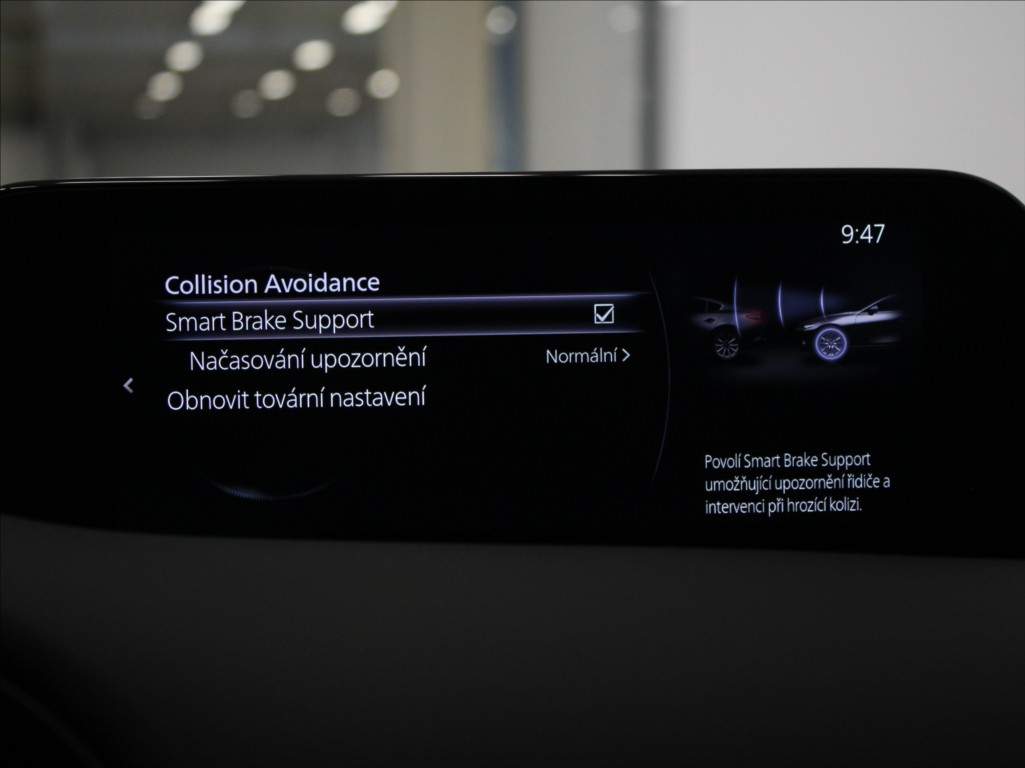 9:47
Collision Avoidance
Smart Brake Support
Načasování upozornění Normální
Obnovit tovární nastavení
Povolí Smart Brake Support
umožňující upozornění řidiče a
intervenci při hrozící kolizi.